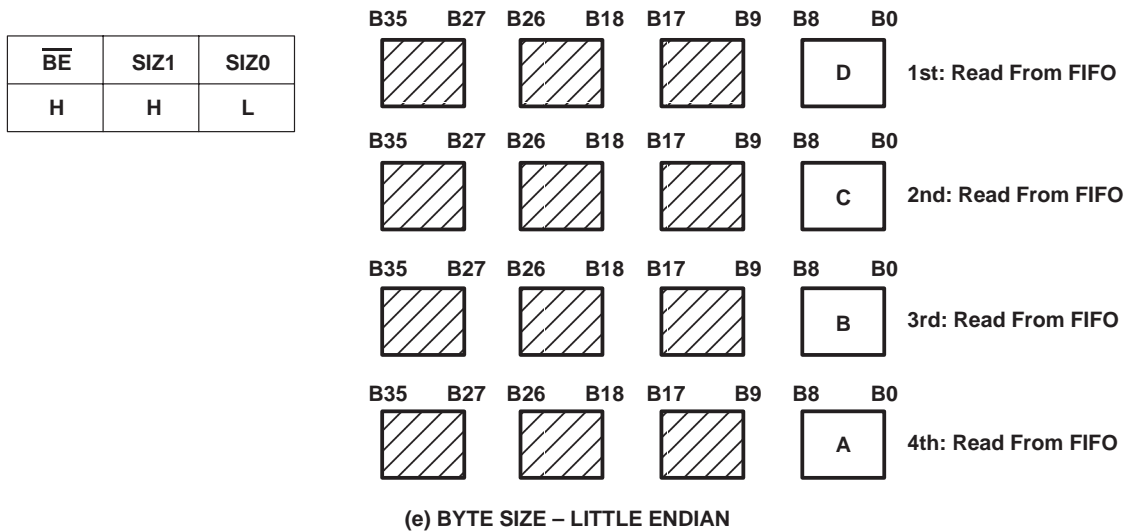 B35 B27 B26 B18 B17 B9 B8 B0
BE SIZ1 SIZ0
H H L
D 1st: Read From FIFO
B35 B27 B26 B18 B17 B9 B8 B0
C 2nd: Read From FIFO
B35 B27 B26 B18 B17 B9 B8 B0
B 3rd: Read From FIFO
B35 B27 B26 B18 B17 B9 B8 B0
A 4th: Read From FIFO
(e) BYTE SIZE – LITTLE ENDIAN